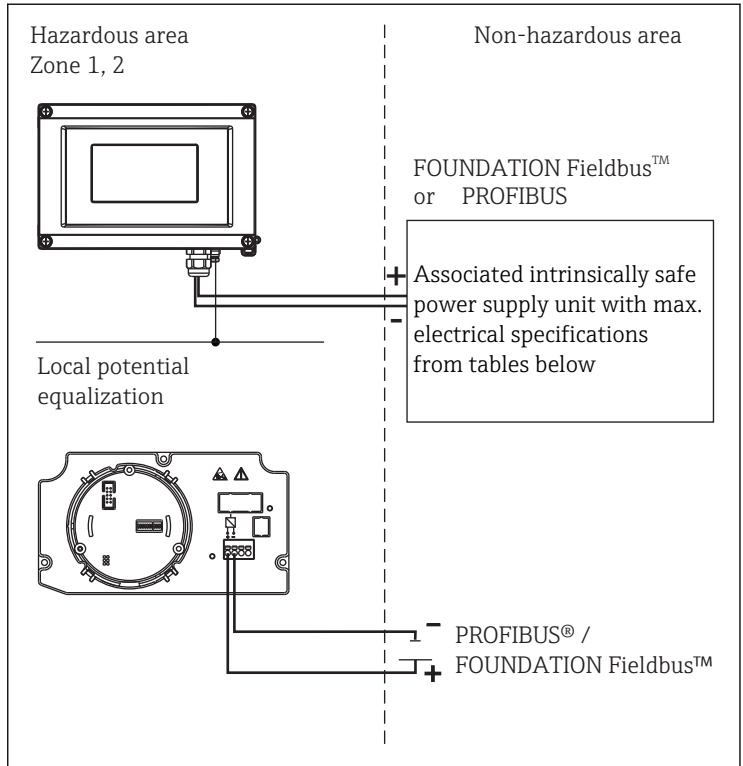 Hazardous area
Zone 1, 2
Non-hazardous area
FOUNDATION Fieldbus™
or PROFIBUS
+
-
Associated intrinsically safe
power supply unit with max.
electrical specifications
from tables below
Local potential
equalization
-
PROFIBUS® /
FOUNDATION Fieldbus™
+